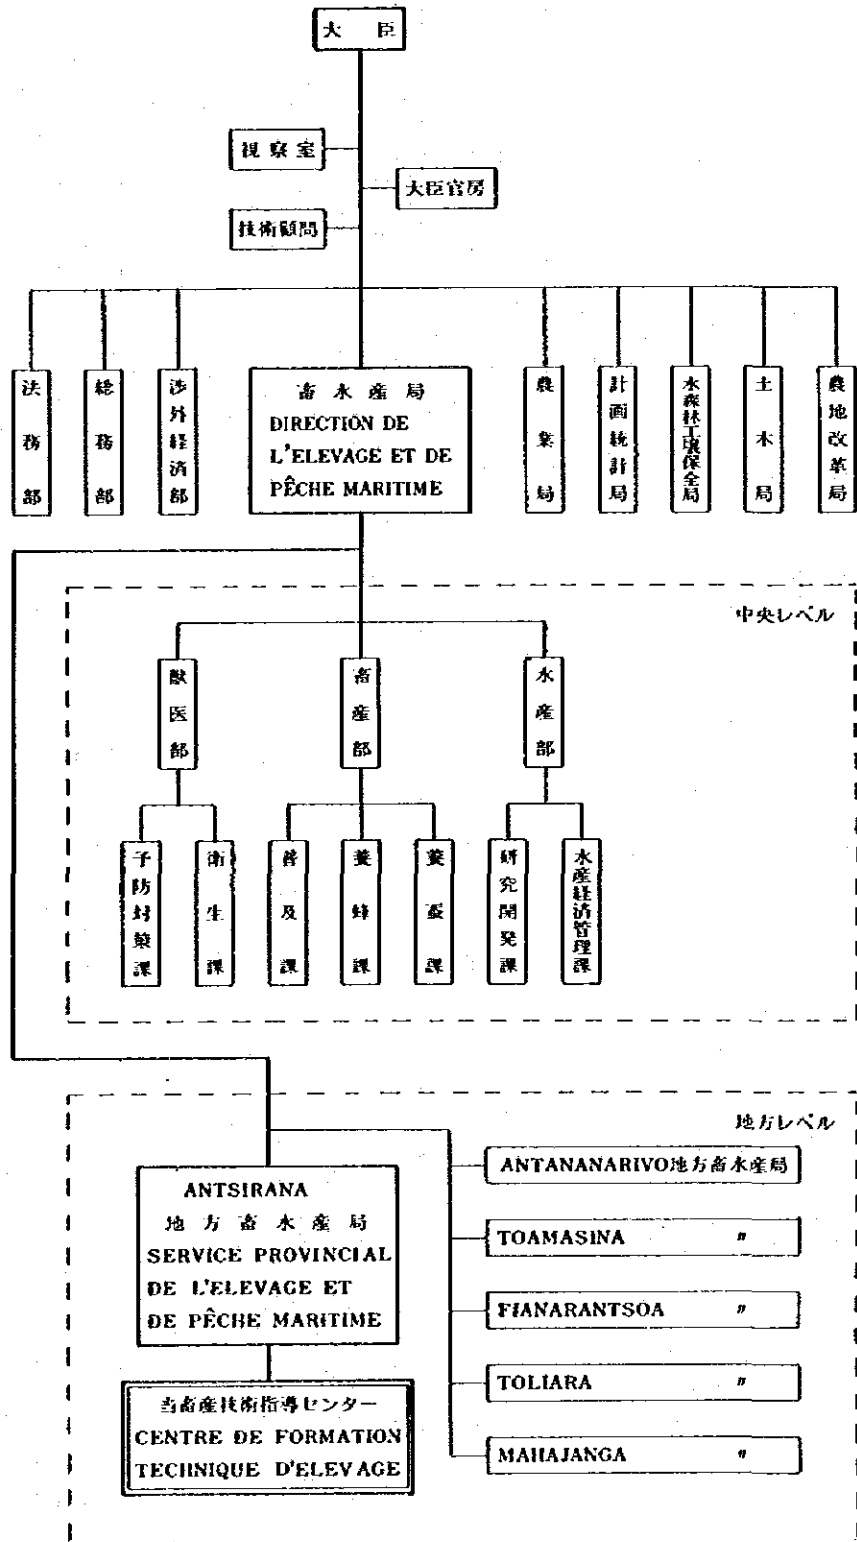 大臣
視察室
大臣官房
技術顧問
法務部
総務部
渉外経済部
畜水産局
DIRECTION DE
L'ELEVAGE ET DE
PÊCHE MARITIME
農業局
計画統計局
水森林土壌保全局
土木局
農地改革局
中央レベル
獣医部
畜産部
水産部
予防対策課
衛生課
普及課
養蜂課
養蚕課
研究開発課
水産経済管理課
地方レベル
ANTSIRANA
地方畜水産局
SERVICE PROVINCIAL
DE L'ELEVAGE ET
DE PÊCHE MARITIME
当畜産技術指導センター
CENTRE DE FORMATION
TECHNIQUE D'ELEVAGE
ANTANANARIVO地方畜水産局
TOAMASINA 〃
FIANARANTSOA 〃
TOLIARA 〃
MAHAJANGA 〃